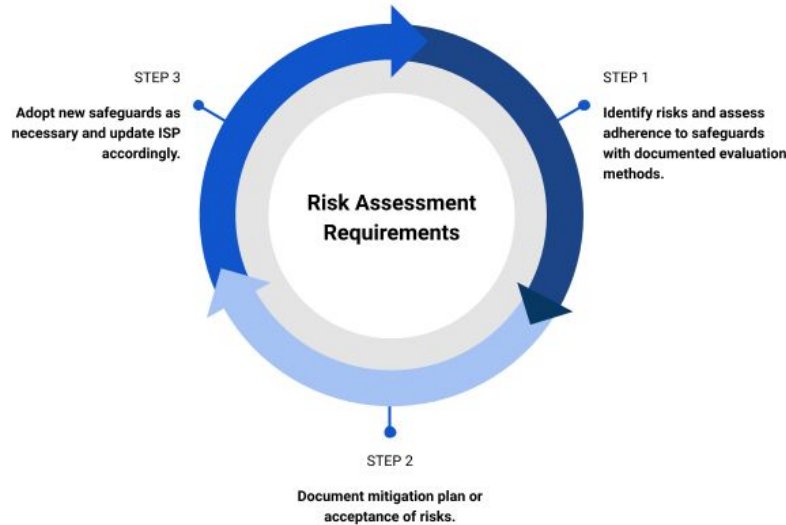 Risk Assessment
Requirements
STEP 1
Identify risks and assess
adherence to safeguards
with documented evaluation
methods.
STEP 2
Document mitigation plan or
acceptance of risks.
STEP 3
Adopt new safeguards as
necessary and update ISP
accordingly.